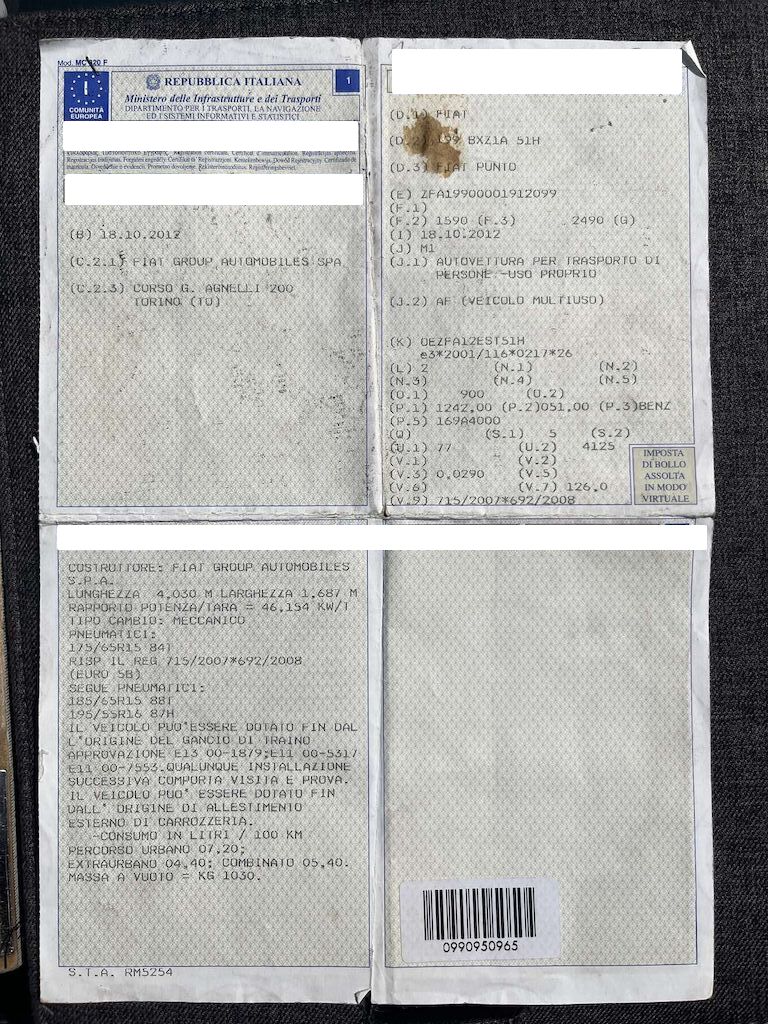 Mod. MC 820 F
I
COMUNITÀ
EUROPEA
REPUBBLICA ITALIANA
1
Ministero delle Infrastrutture e dei Trasporti
DIPARTIMENTO PER I TRASPORTI, LA NAVIGAZIONE
ED I SISTEMI INFORMATIVI E STATISTICI
(B) 18.10.2012
(C.2.1) FIAT GROUP AUTOMOBILES SPA
(C.2.3) CORSO G. AGNELLI 200
TORINO (TO)
(D.1) FIAT
(D.2) 199 BXZ1A 51H
(D.3) FIAT PUNTO
(E) ZFA19900001912099
(F.1)
(F.2) 1590 (F.3) 2490 (G)
(I) 18.10.2012
(J) M1
(J.1) AUTOVETTURA PER TRASPORTO DI
PERSONE -USO PROPRIO
(J.2) AF (VEICOLO MULTIUSO)
(K) OEZFA12EST51H
e3*2001/116*0217*26
(L) 2 (N.1) (N.2)
(N.3) (N.4) (N.5)
(O.1) 900 (O.2)
(P.1) 1242,00 (P.2)051,00 (P.3)BENZ
(P.5) 169A4000
(Q) (S.1) 5 (S.2)
(U.1) 77 (U.2) 4125
(V.1) (V.2)
(V.3) 0,0290 (V.5)
(V.6) (V.7) 126,0
(V.9) 715/2007*692/2008
IMPOSTA
DI BOLLO
ASSOLTA
IN MODO
VIRTUALE
COSTRUTTORE: FIAT GROUP AUTOMOBILES
S.P.A.
LUNGHEZZA 4,030 M LARGHEZZA 1,687 M
RAPPORTO POTENZA/TARA = 46,154 KW/T
TIPO CAMBIO: MECCANICO
PNEUMATICI:
175/65R15 84T
RISP IL REG 715/2007*692/2008
(EURO 5B)
SEGUE PNEUMATICI:
185/65R15 88T
195/55R16 87H
IL VEICOLO PUO'ESSERE DOTATO FIN DAL
L'ORIGINE DEL GANCIO DI TRAINO
APPROVAZIONE E13 00-1879;E11 00-5317
E11 00-7553.QUALUNQUE INSTALLAZIONE
SUCCESSIVA COMPORTA VISITA E PROVA.
IL VEICOLO PUO' ESSERE DOTATO FIN
DALL' ORIGINE DI ALLESTIMENTO
ESTERNO DI CARROZZERIA.
-CONSUMO IN LITRI / 100 KM
PERCORSO URBANO 07,20;
EXTRAURBANO 04,40; COMBINATO 05,40.
MASSA A VUOTO = KG 1030.
0990950965
S.T.A. RM5254